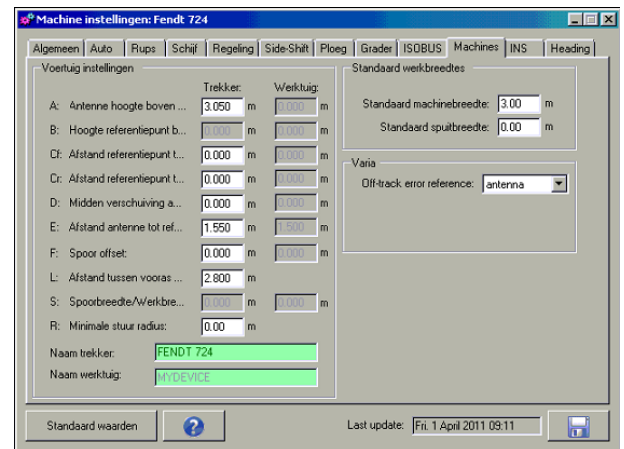 Machine instellingen: Fendt 724
Algemeen Auto Rups Schijf Regeling Side-Shift Ploeg Grader ISOBUS Machines INS Heading
Voertuig instellingen
Trekker: Werktuig:
A: Antenne hoogte boven ... 3.050 m 0.000 m
B: Hoogte referentiepunt b... 0.000 m 0.000 m
Cf: Afstand referentiepunt t... 0.000 m 0.000 m
Cr: Afstand referentiepunt t... 0.000 m 0.000 m
D: Midden verschuiving a... 0.000 m 0.000 m
E: Afstand antenne tot ref... 1.550 m 1.500 m
F: Spoor offset: 0.000 m 0.000 m
L: Afstand tussen vooras ... 2.800 m
S: Spoorbreedte/Werkbre... 0.000 m 0.000 m
R: Minimale stuur radius: 0.00 m
Naam trekker: FENDT 724
Naam werktuig: MYDEVICE
Standaard werkbreedtes
Standaard machinebreedte: 3.00 m
Standaard spuitbreedte: 0.00 m
Varia
Off-track error reference: antenna
Standaard waarden ? Last update: Fri. 1 April 2011 09:11